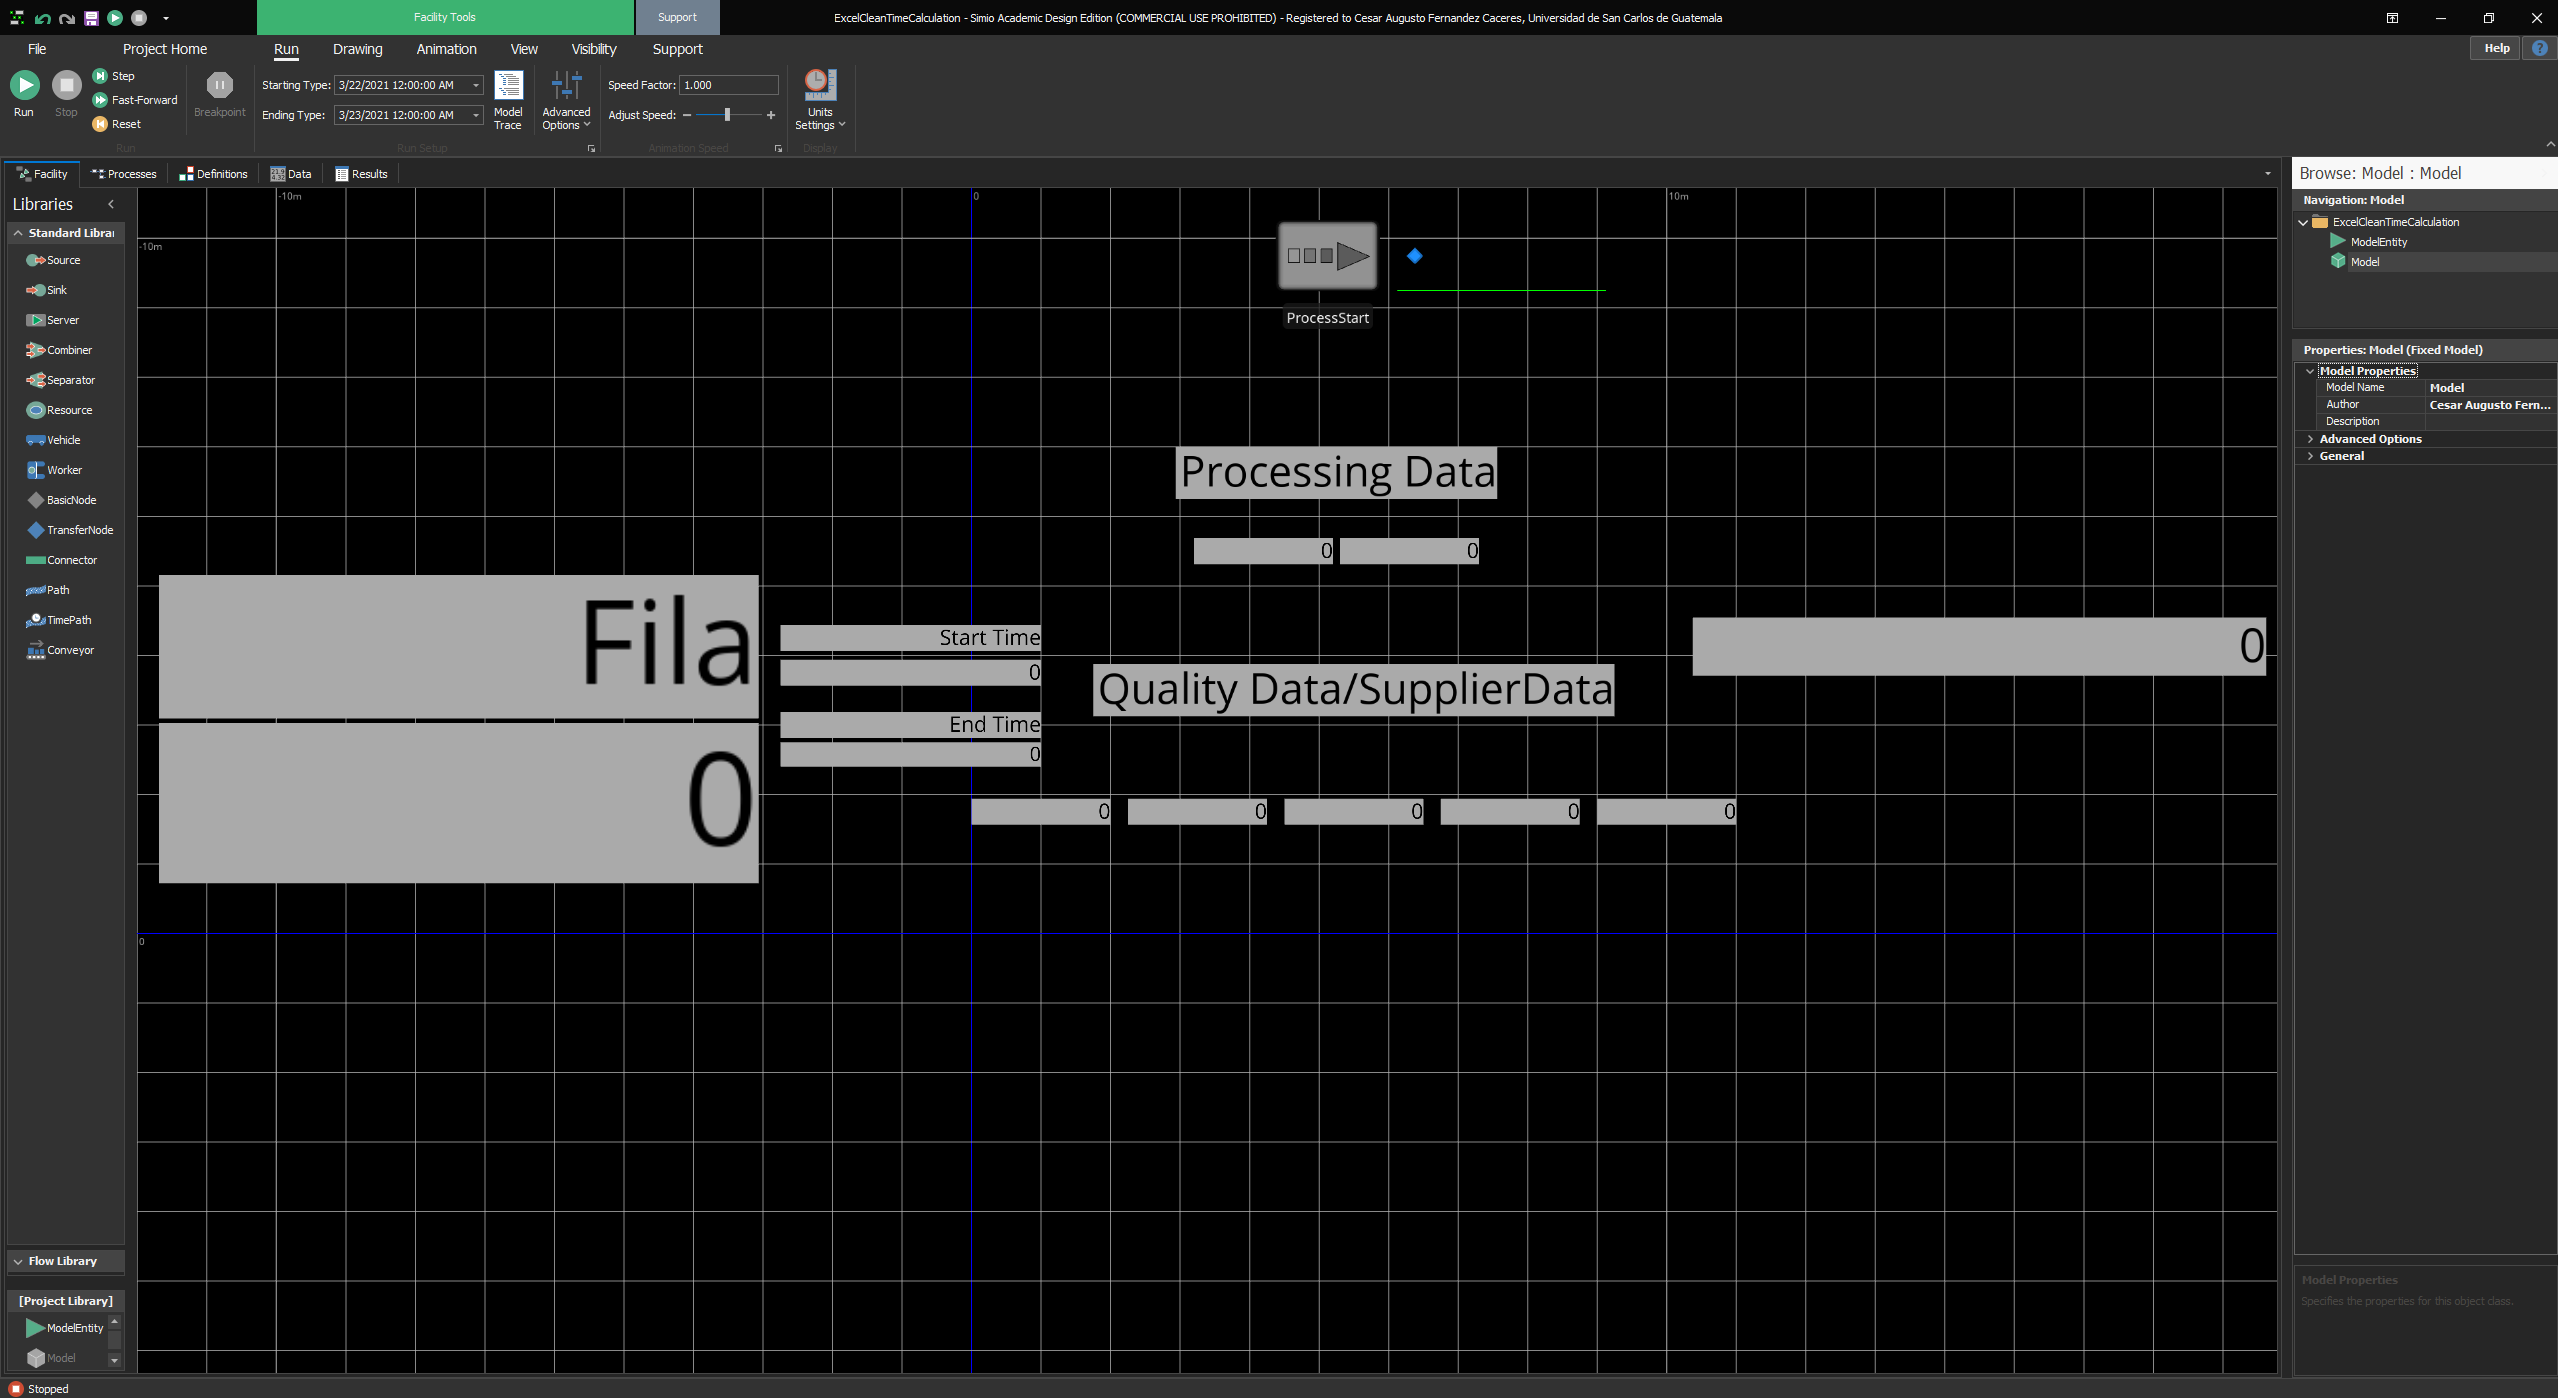 Facility Tools
Support
ExcelCleanTimeCalculation - Simio Academic Design Edition (COMMERCIAL USE PROHIBITED) - Registered to Cesar Augusto Fernandez Caceres, Universidad de San Carlos de Guatemala
File
Project Home
Run
Drawing
Animation
View
Visibility
Support
Help
?
Run
Stop
Step
Fast-Forward
Reset
Breakpoint
Starting Type: 3/22/2021 12:00:00 AM
Ending Type: 3/23/2021 12:00:00 AM
Model Trace
Advanced Options
Speed Factor: 1.000
Adjust Speed:
Units Settings
Run
Run Setup
Animation Speed
Display
Facility
Processes
Definitions
Data
Results
Libraries
Standard Librar
Source
Sink
Server
Combiner
Separator
Resource
Vehicle
Worker
BasicNode
TransferNode
Connector
Path
TimePath
Conveyor
Flow Library
[Project Library]
ModelEntity
Model
-10m
0
10m
-10m
0
ProcessStart
Processing Data
0
0
Fila
0
Start Time
0
End Time
0
Quality Data/SupplierData
0
0
0
0
0
0
Browse: Model : Model
Navigation: Model
ExcelCleanTimeCalculation
ModelEntity
Model
Properties: Model (Fixed Model)
Model Properties
Model Name Model
Author Cesar Augusto Fern...
Description
Advanced Options
General
Model Properties
Specifies the properties for this object class.
Stopped